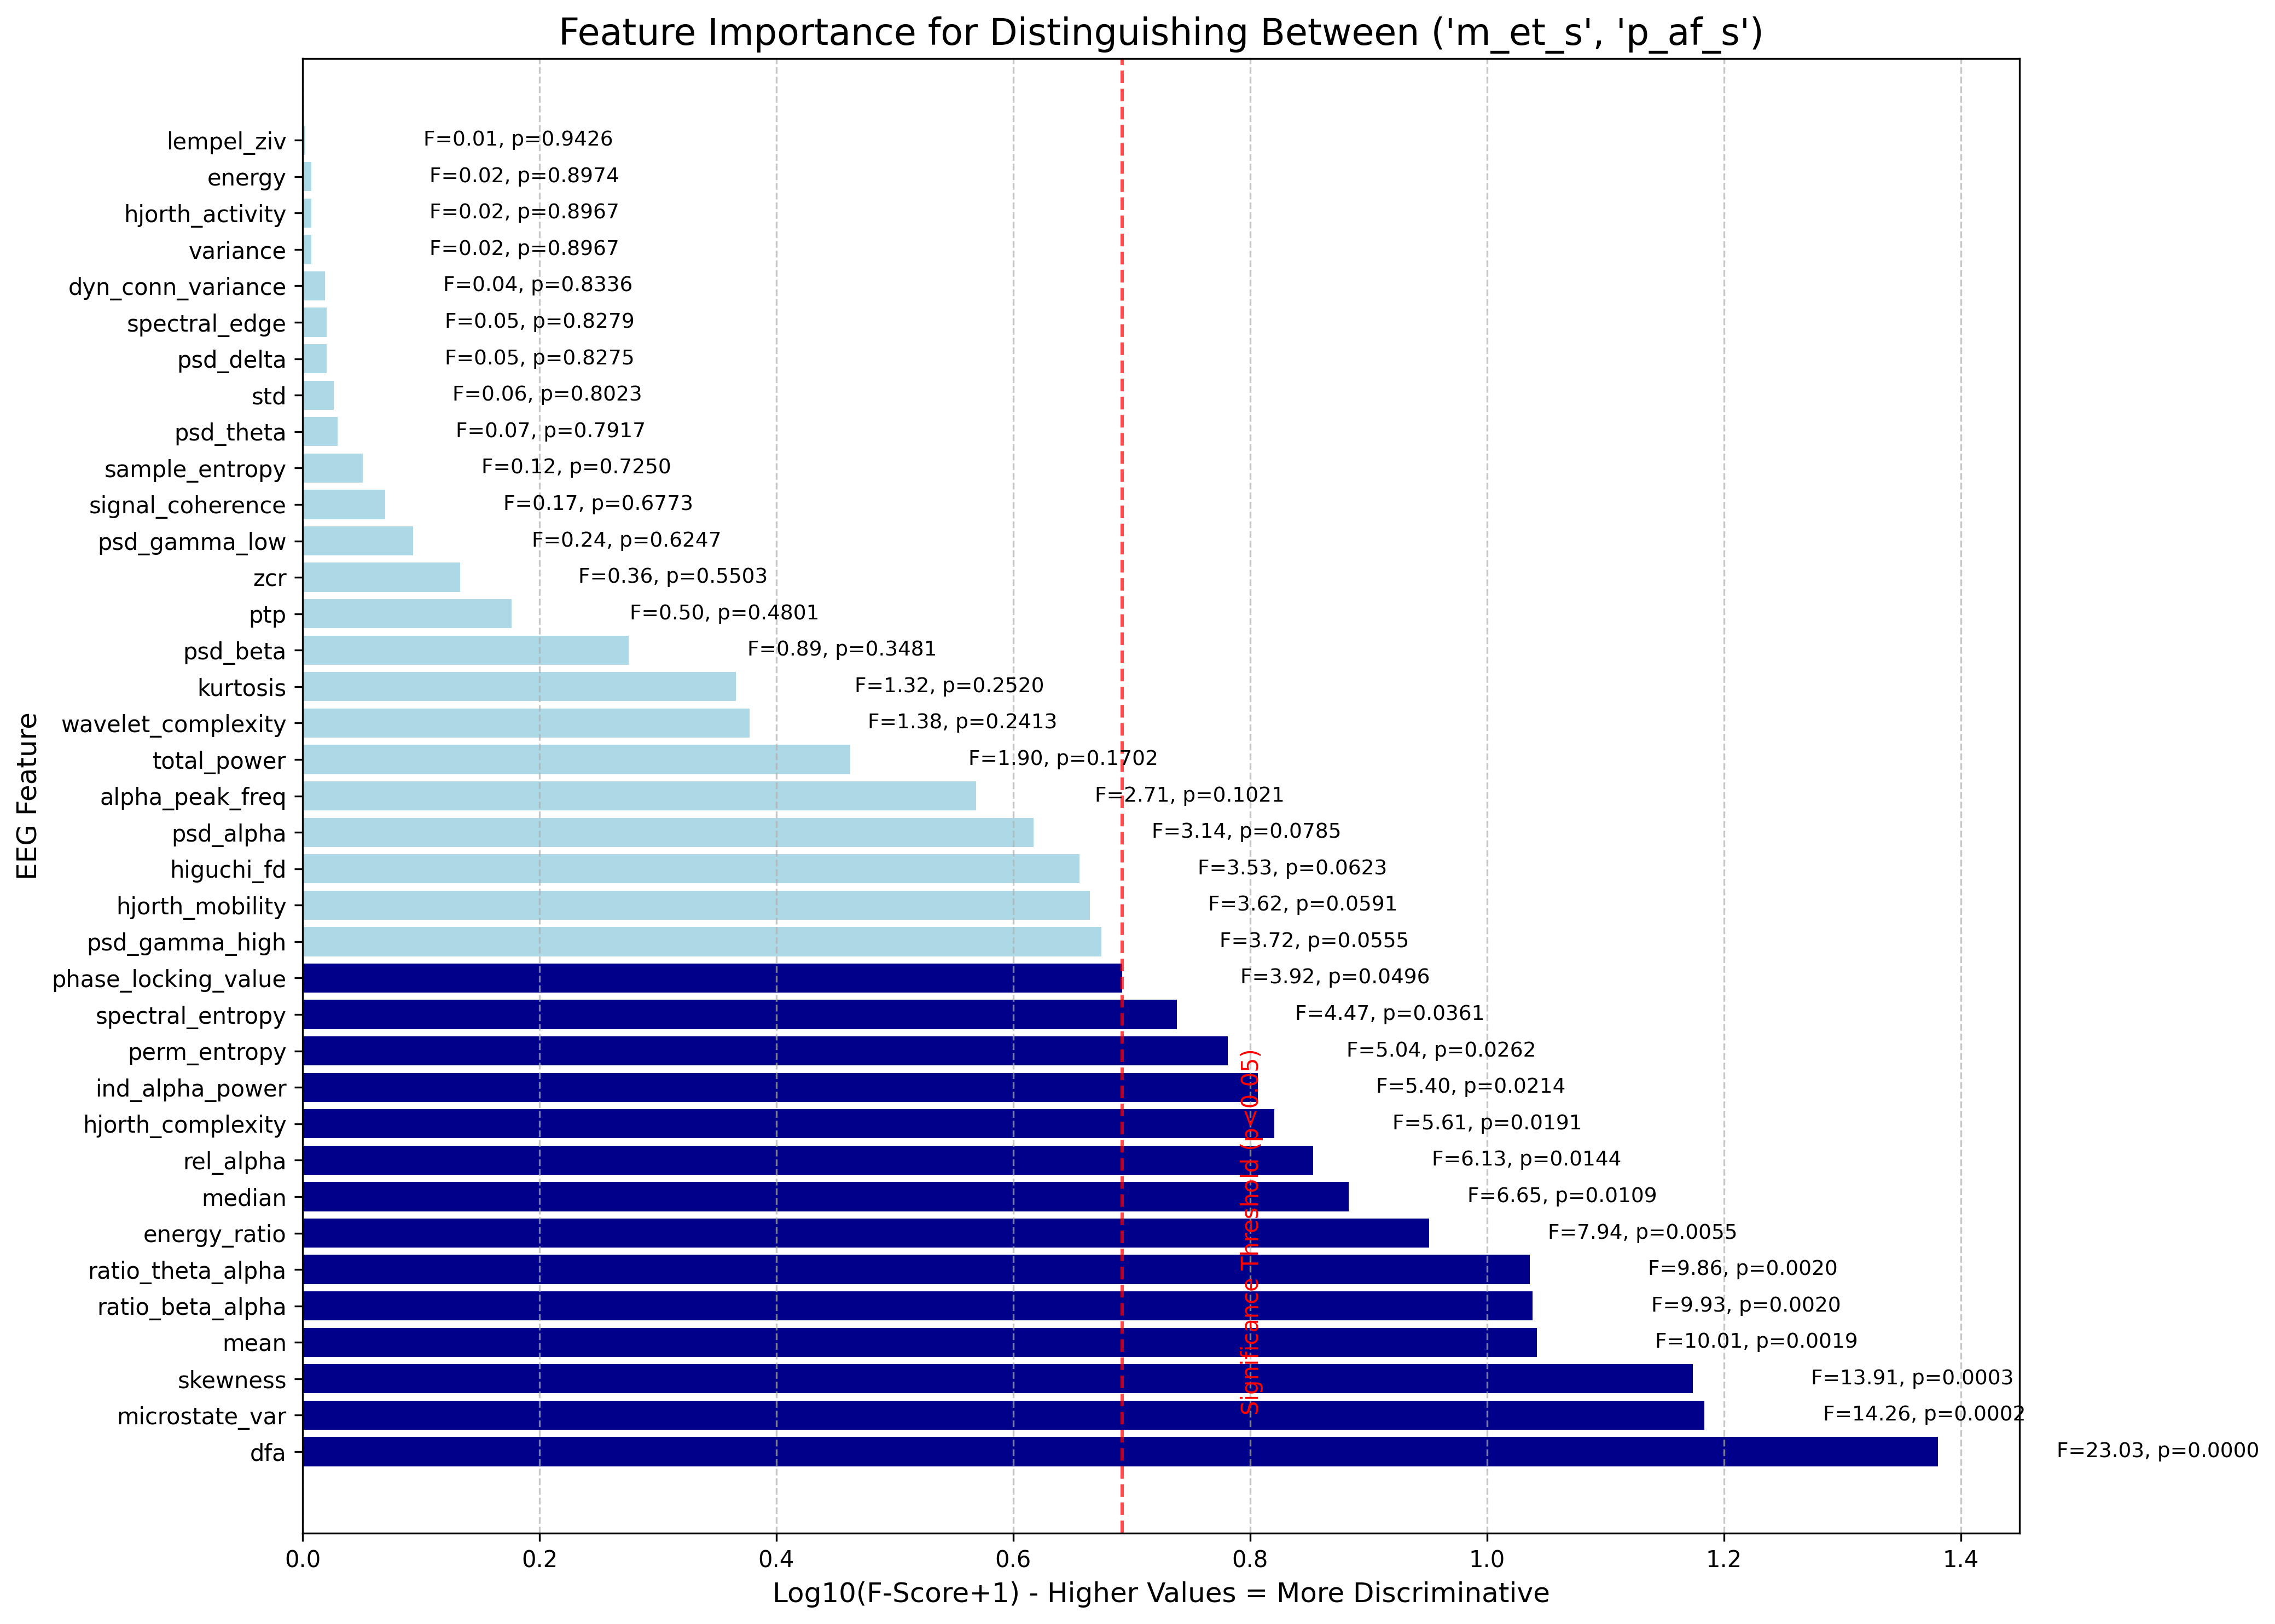 Feature Importance for Distinguishing Between ('m_et_s', 'p_af_s')
lempel_ziv F=0.01, p=0.9426
energy F=0.02, p=0.8974
hjorth_activity F=0.02, p=0.8967
variance F=0.02, p=0.8967
dyn_conn_variance F=0.04, p=0.8336
spectral_edge F=0.05, p=0.8279
psd_delta F=0.05, p=0.8275
std F=0.06, p=0.8023
psd_theta F=0.07, p=0.7917
sample_entropy F=0.12, p=0.7250
signal_coherence F=0.17, p=0.6773
psd_gamma_low F=0.24, p=0.6247
zcr F=0.36, p=0.5503
ptp F=0.50, p=0.4801
psd_beta F=0.89, p=0.3481
kurtosis F=1.32, p=0.2520
wavelet_complexity F=1.38, p=0.2413
total_power F=1.90, p=0.1702
alpha_peak_freq F=2.71, p=0.1021
psd_alpha F=3.14, p=0.0785
higuchi_fd F=3.53, p=0.0623
hjorth_mobility F=3.62, p=0.0591
psd_gamma_high F=3.72, p=0.0555
phase_locking_value F=3.92, p=0.0496
spectral_entropy F=4.47, p=0.0361
perm_entropy F=5.04, p=0.0262
ind_alpha_power F=5.40, p=0.0214
hjorth_complexity F=5.61, p=0.0191
rel_alpha F=6.13, p=0.0144
median F=6.65, p=0.0109
energy_ratio F=7.94, p=0.0055
ratio_theta_alpha F=9.86, p=0.0020
ratio_beta_alpha F=9.93, p=0.0020
mean F=10.01, p=0.0019
skewness F=13.91, p=0.0003
microstate_var F=14.26, p=0.0002
dfa F=23.03, p=0.0000
EEG Feature
Significance Threshold (p<0.05)
0.0 0.2 0.4 0.6 0.8 1.0 1.2 1.4
Log10(F-Score+1) - Higher Values = More Discriminative